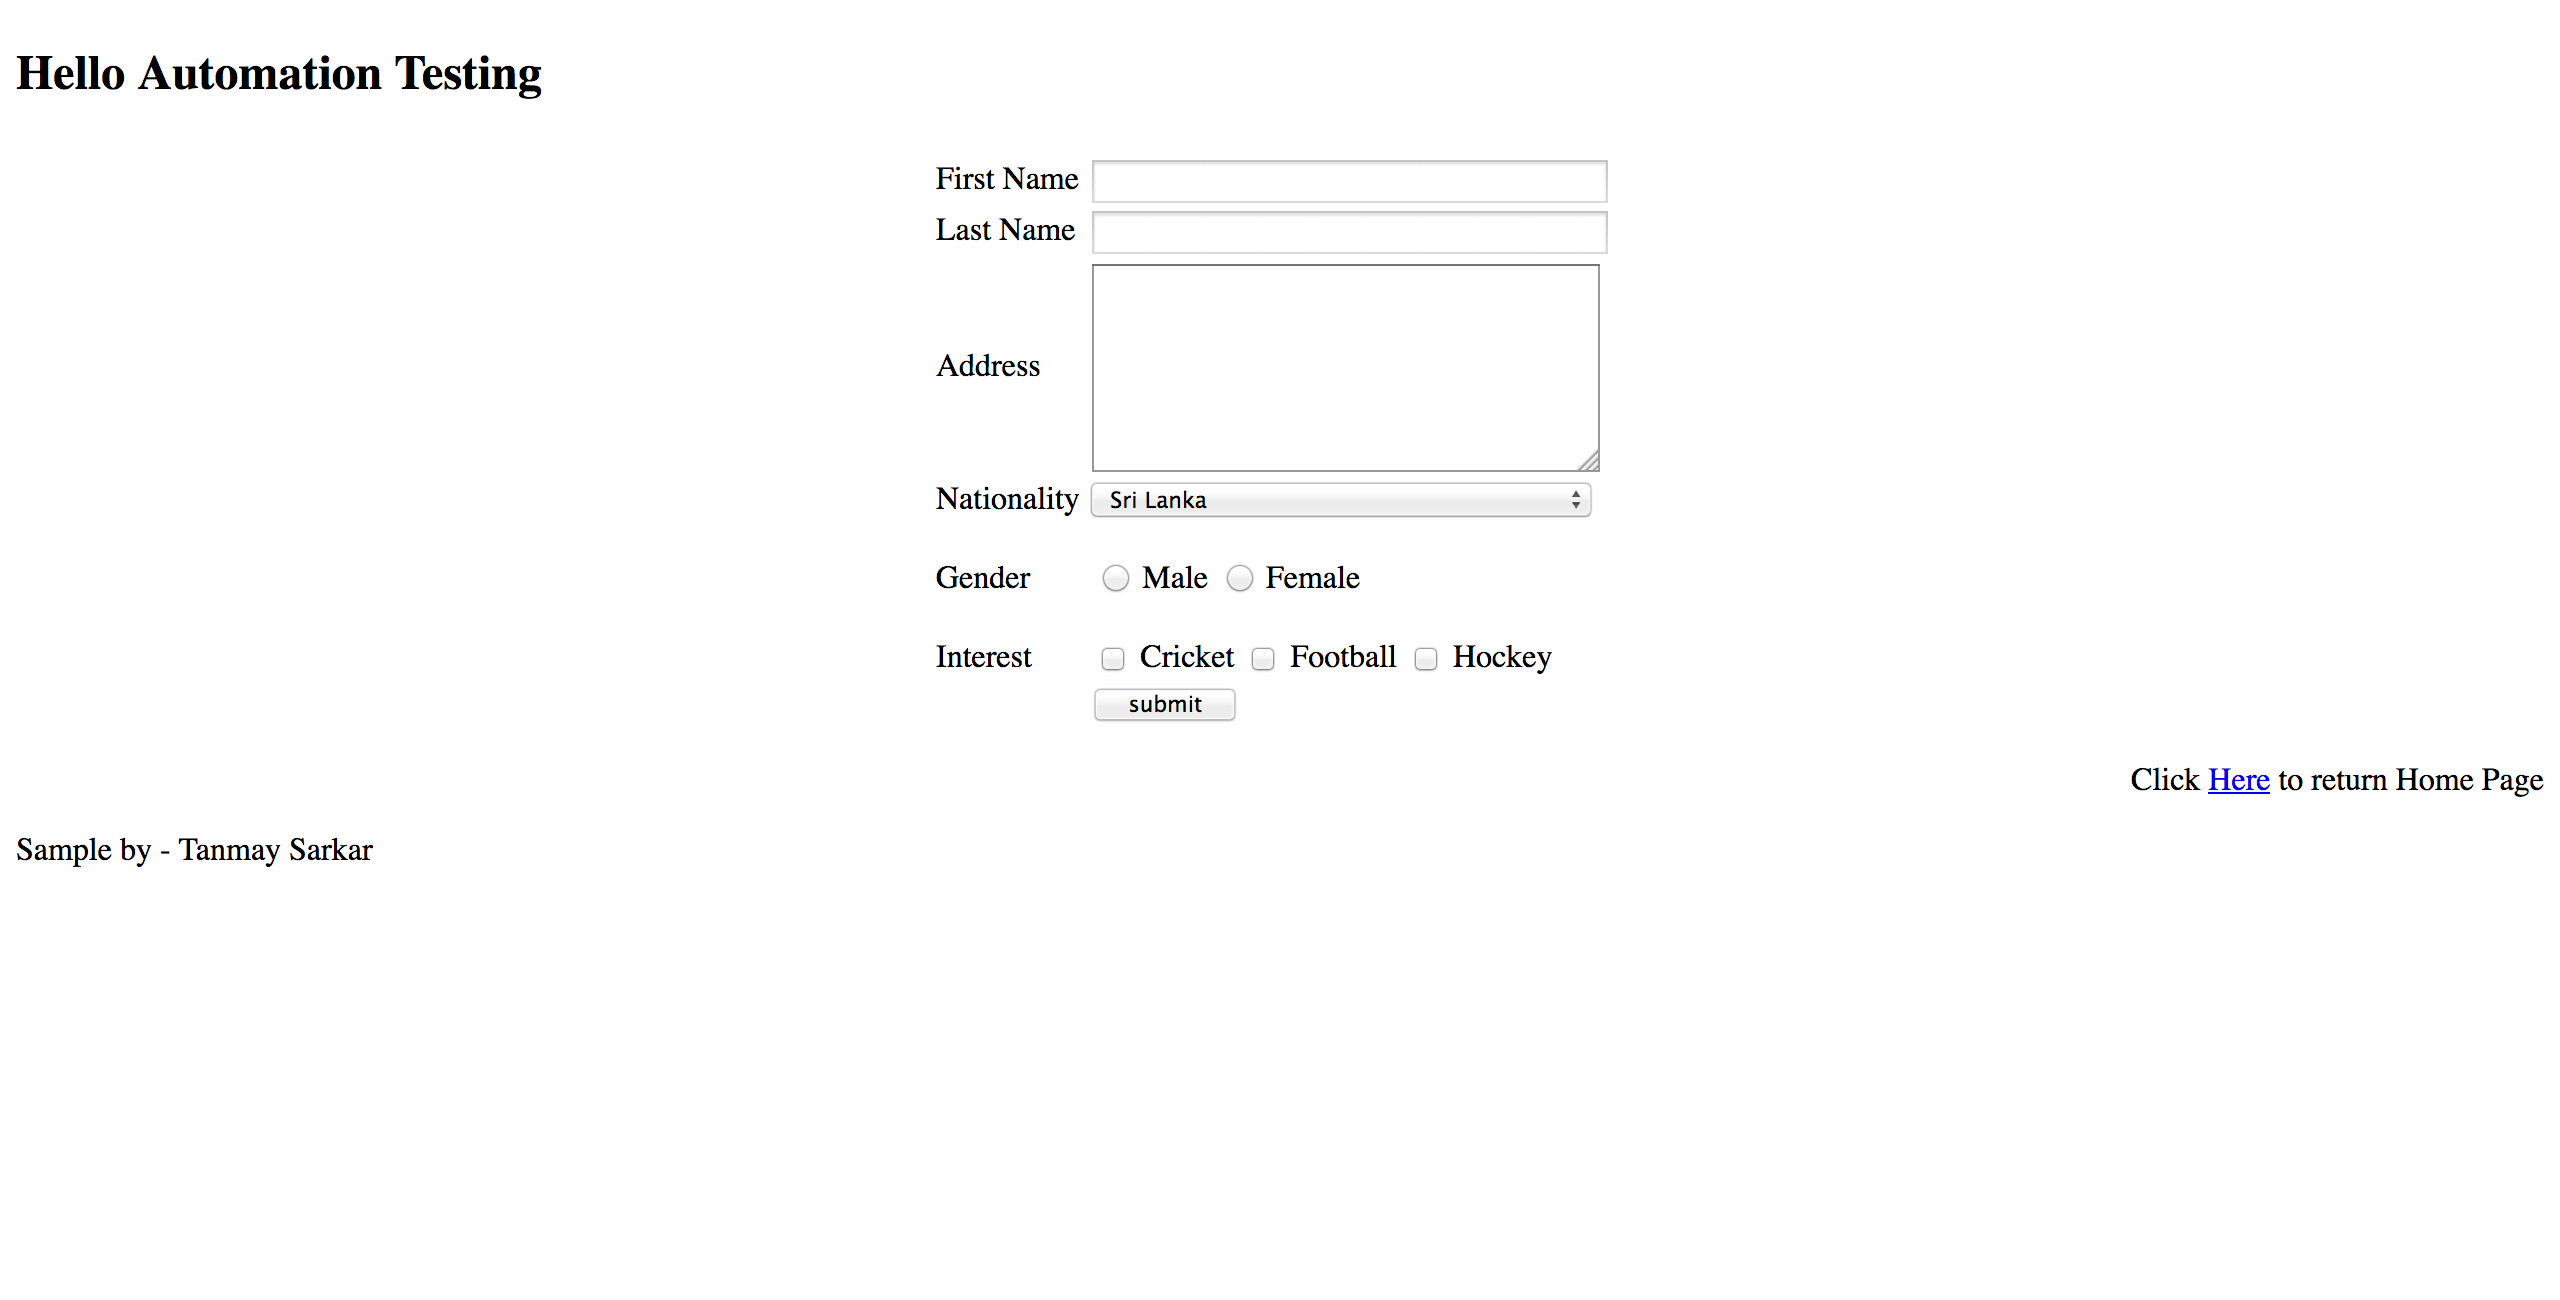 Hello Automation Testing
First Name
Last Name
Address
Nationality Sri Lanka
Gender Male Female
Interest Cricket Football Hockey
submit
Click Here to return Home Page
Sample by - Tanmay Sarkar